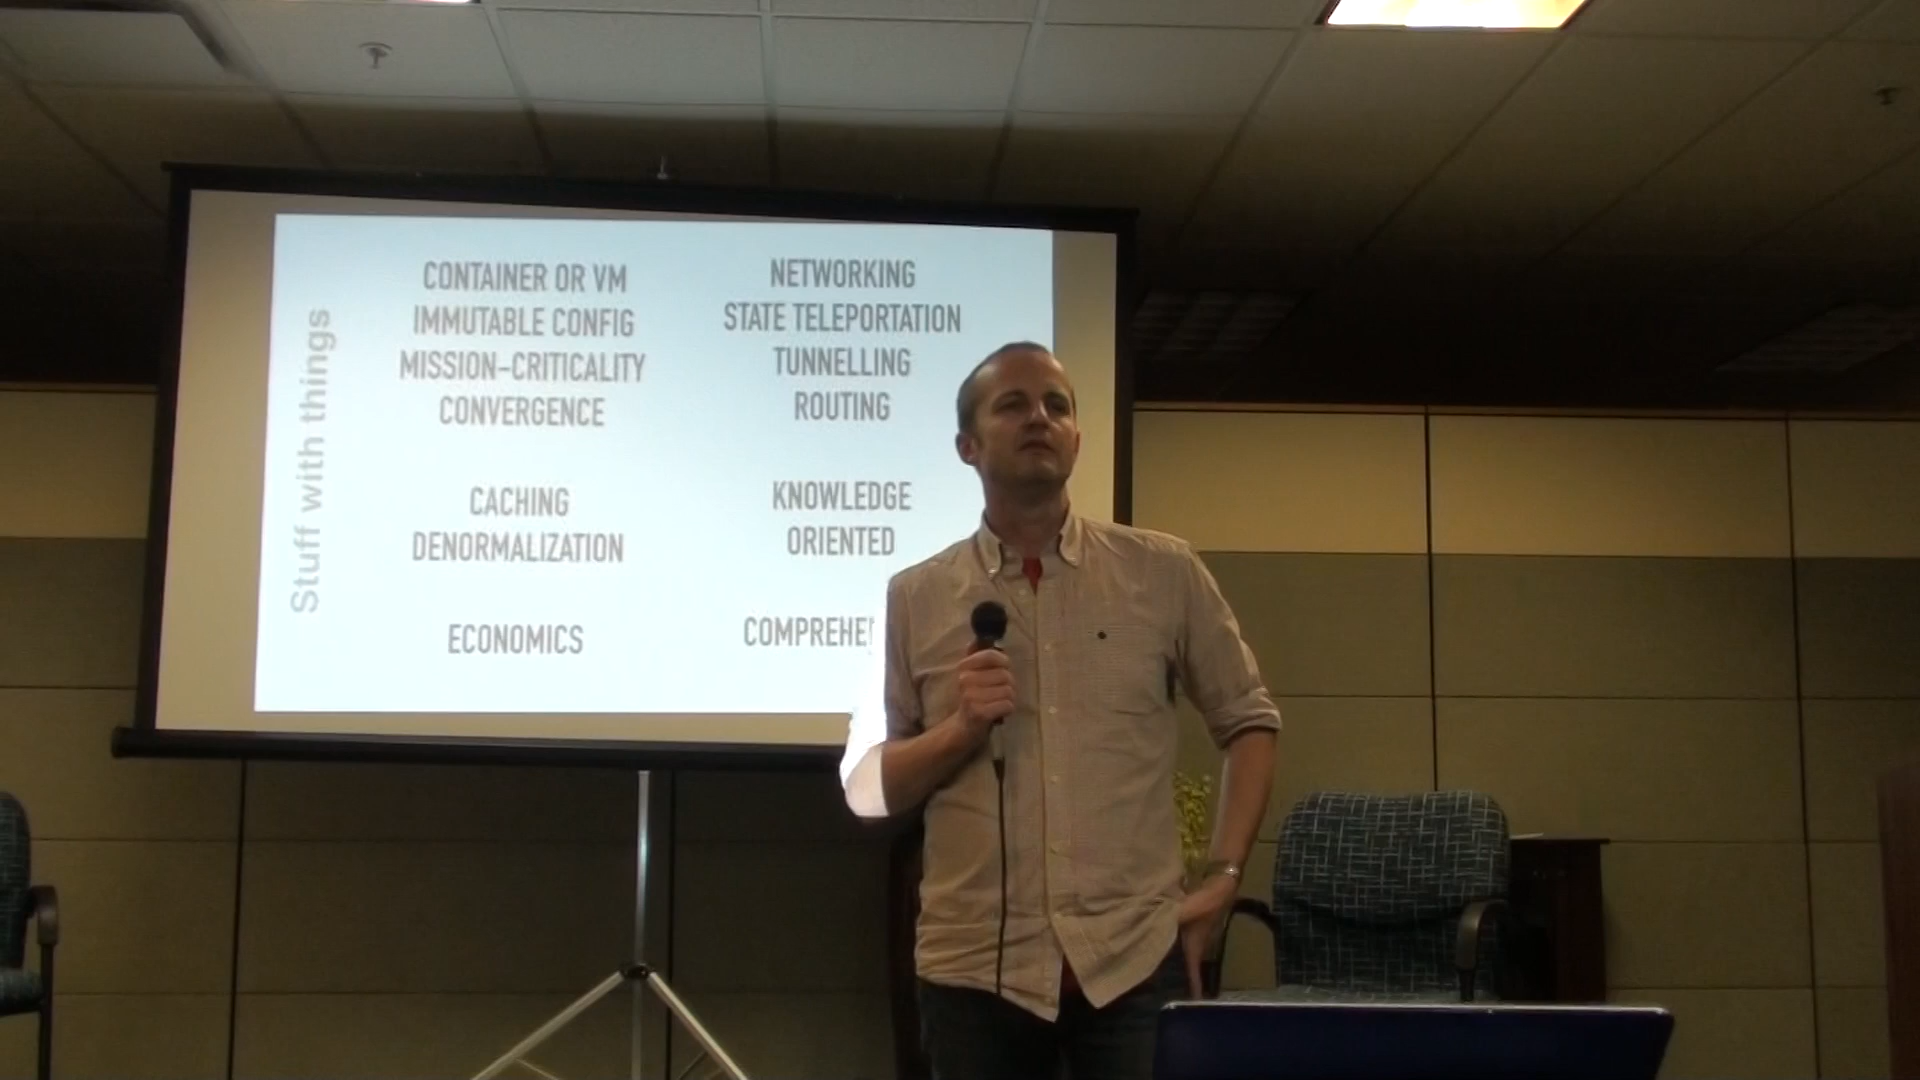 Stuff with things
CONTAINER OR VM
IMMUTABLE CONFIG
MISSION-CRITICALITY
CONVERGENCE
CACHING
DENORMALIZATION
ECONOMICS
NETWORKING
STATE TELEPORTATION
TUNNELLING
ROUTING
KNOWLEDGE
ORIENTED